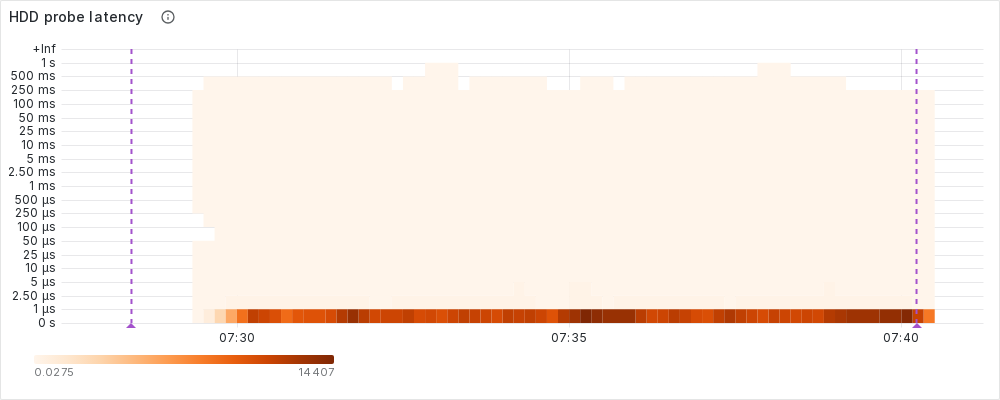 HDD probe latency
+Inf
1 s
500 ms
250 ms
100 ms
50 ms
25 ms
10 ms
5 ms
2.50 ms
1 ms
500 µs
250 µs
100 µs
50 µs
25 µs
10 µs
5 µs
2.50 µs
1 µs
0 s
07:30 07:35 07:40
0.0275 14407